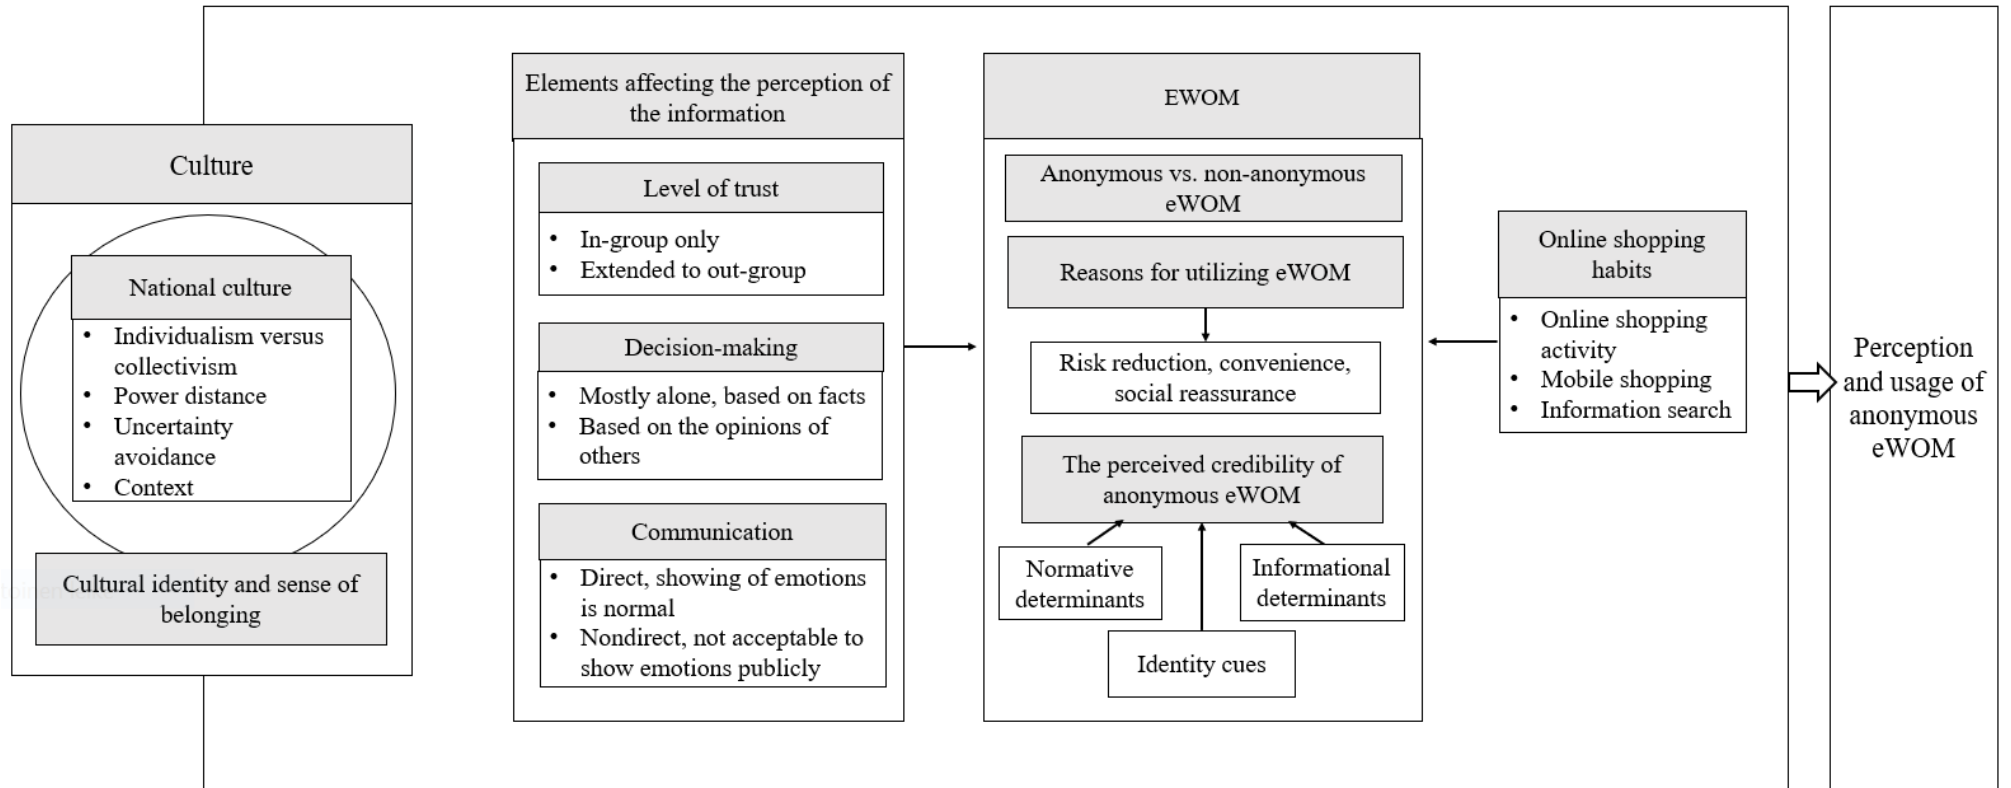 Culture
National culture
• Individualism versus
collectivism
• Power distance
• Uncertainty
avoidance
• Context
Cultural identity and sense of
belonging
Elements affecting the perception of
the information
Level of trust
• In-group only
• Extended to out-group
Decision-making
• Mostly alone, based on facts
• Based on the opinions of
others
Communication
• Direct, showing of emotions
is normal
• Nondirect, not acceptable to
show emotions publicly
EWOM
Anonymous vs. non-anonymous
eWOM
Reasons for utilizing eWOM
Risk reduction, convenience,
social reassurance
The perceived credibility of
anonymous eWOM
Normative
determinants
Informational
determinants
Identity cues
Online shopping
habits
• Online shopping
activity
• Mobile shopping
• Information search
Perception
and usage of
anonymous
eWOM